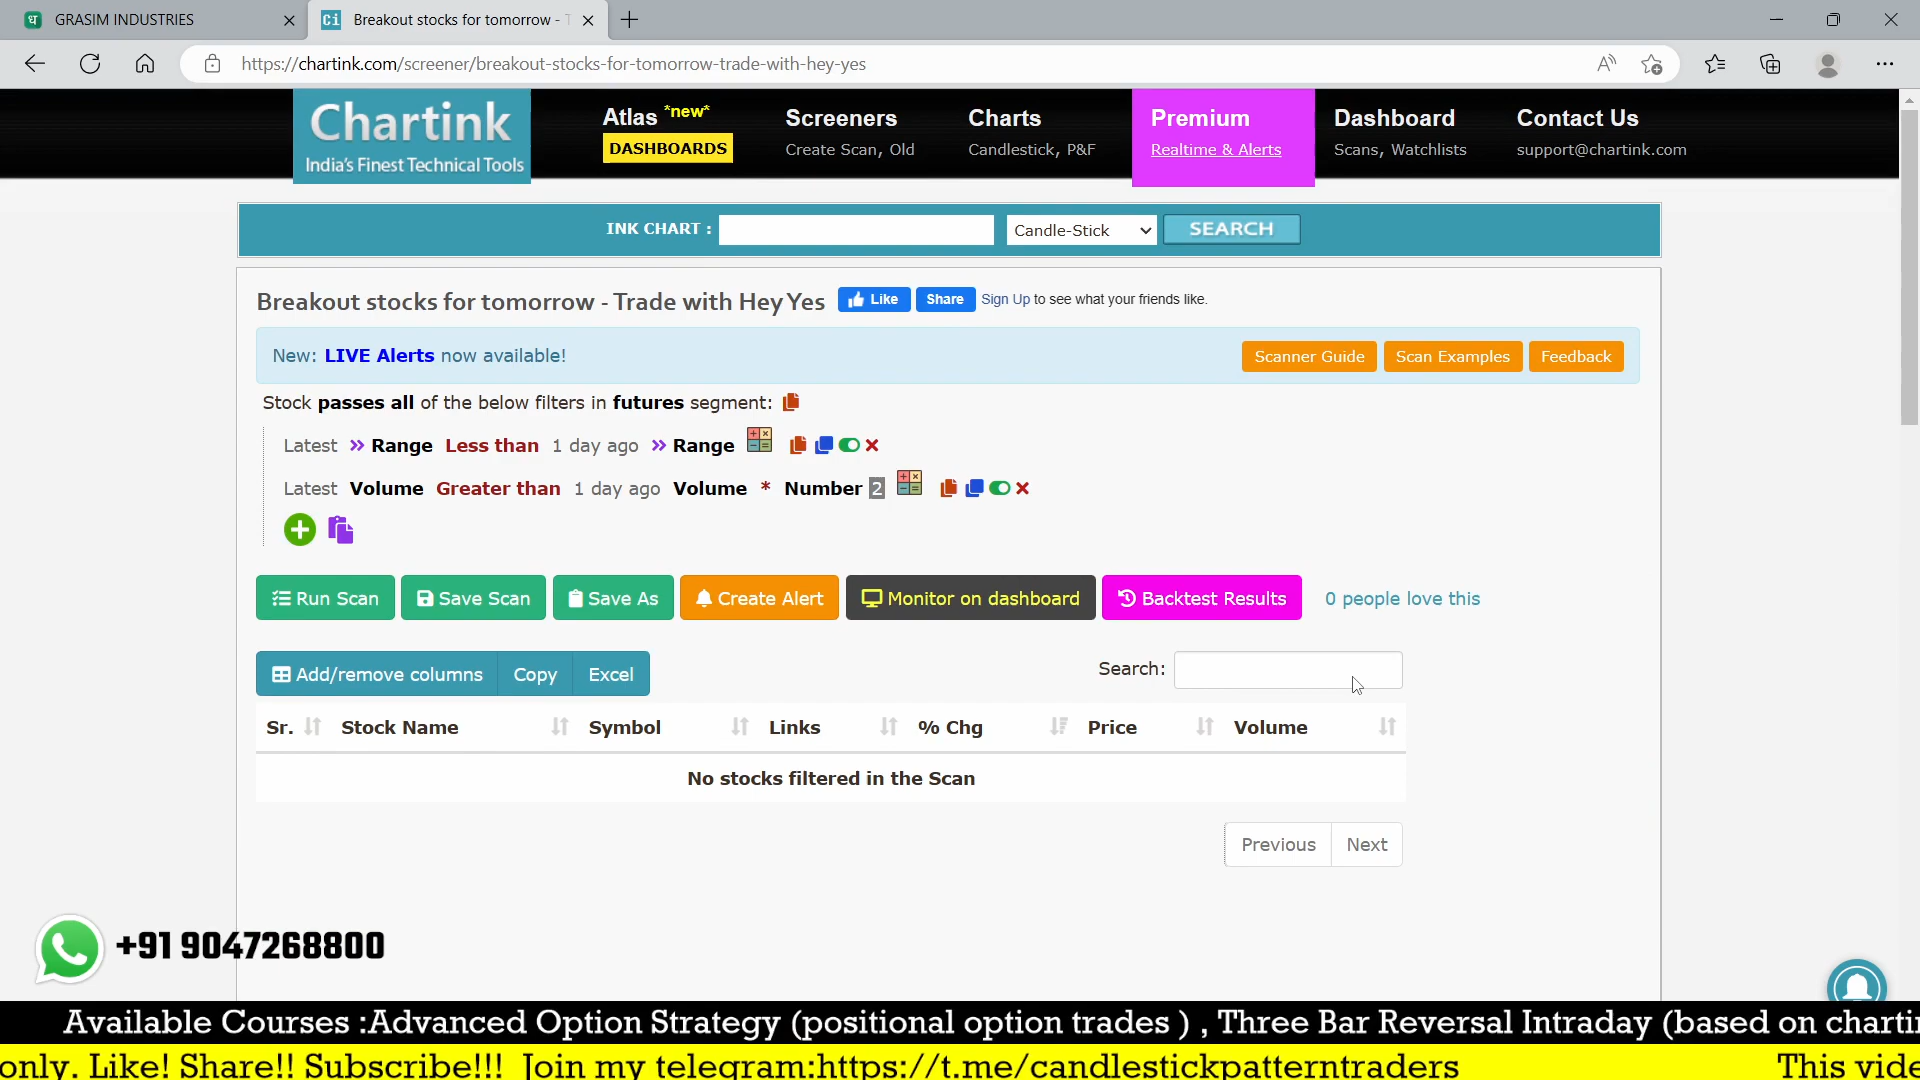 GRASIM INDUSTRIES
Ci Breakout stocks for tomorrow - T
https://chartink.com/screener/breakout-stocks-for-tomorrow-trade-with-hey-yes
Chartink
India's Finest Technical Tools
Atlas *new*
DASHBOARDS
Screeners
Create Scan, Old
Charts
Candlestick, P&F
Premium
Realtime & Alerts
Dashboard
Scans, Watchlists
Contact Us
support@chartink.com
INK CHART : Candle-Stick SEARCH
Breakout stocks for tomorrow - Trade with Hey Yes Like Share Sign Up to see what your friends like.
New: LIVE Alerts now available! Scanner Guide Scan Examples Feedback
Stock passes all of the below filters in futures segment:
Latest Range Less than 1 day ago Range
Latest Volume Greater than 1 day ago Volume * Number 2
Run Scan Save Scan Save As Create Alert Monitor on dashboard Backtest Results 0 people love this
Add/remove columns Copy Excel Search:
Sr. Stock Name Symbol Links % Chg Price Volume
No stocks filtered in the Scan
Previous Next
+91 9047268800
Available Courses :Advanced Option Strategy (positional option trades ) , Three Bar Reversal Intraday (based on charti
only. Like! Share!! Subscribe!!! Join my telegram:https://t.me/candlestickpatterntraders This vide